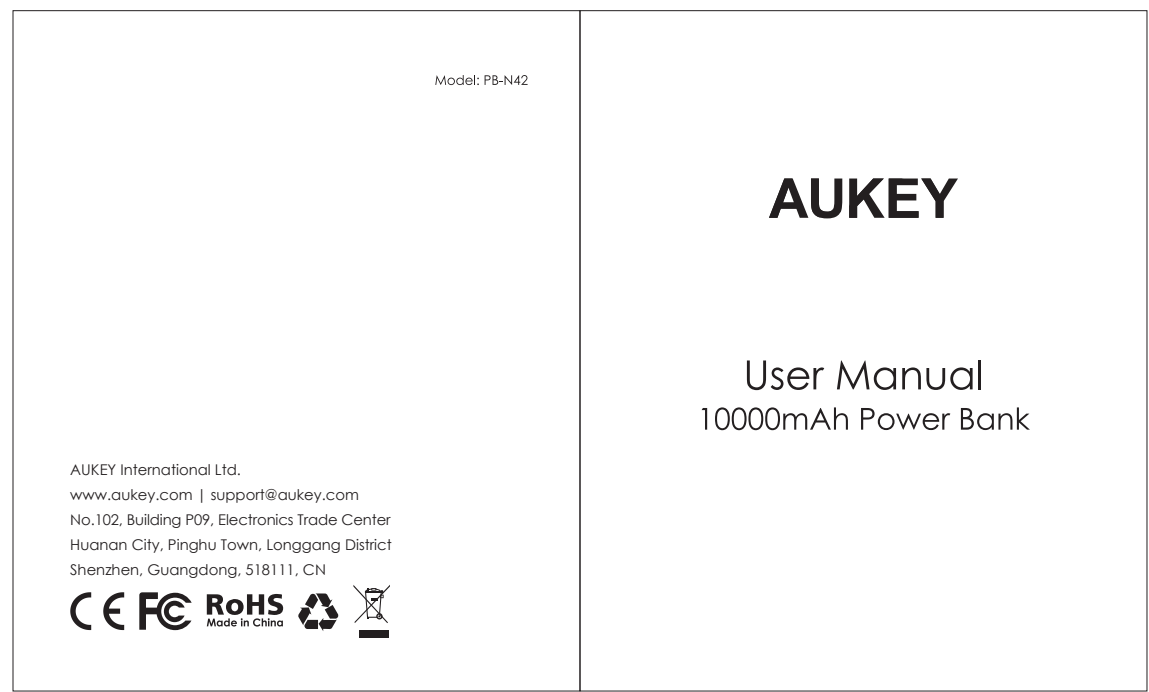 Model: PB-N42
AUKEY International Ltd.
www.aukey.com | support@aukey.com
No.102, Building P09, Electronics Trade Center
Huanan City, Pinghu Town, Longgang District
Shenzhen, Guangdong, 518111, CN
CE FC RoHS
Made in China
AUKEY
User Manual
10000mAh Power Bank